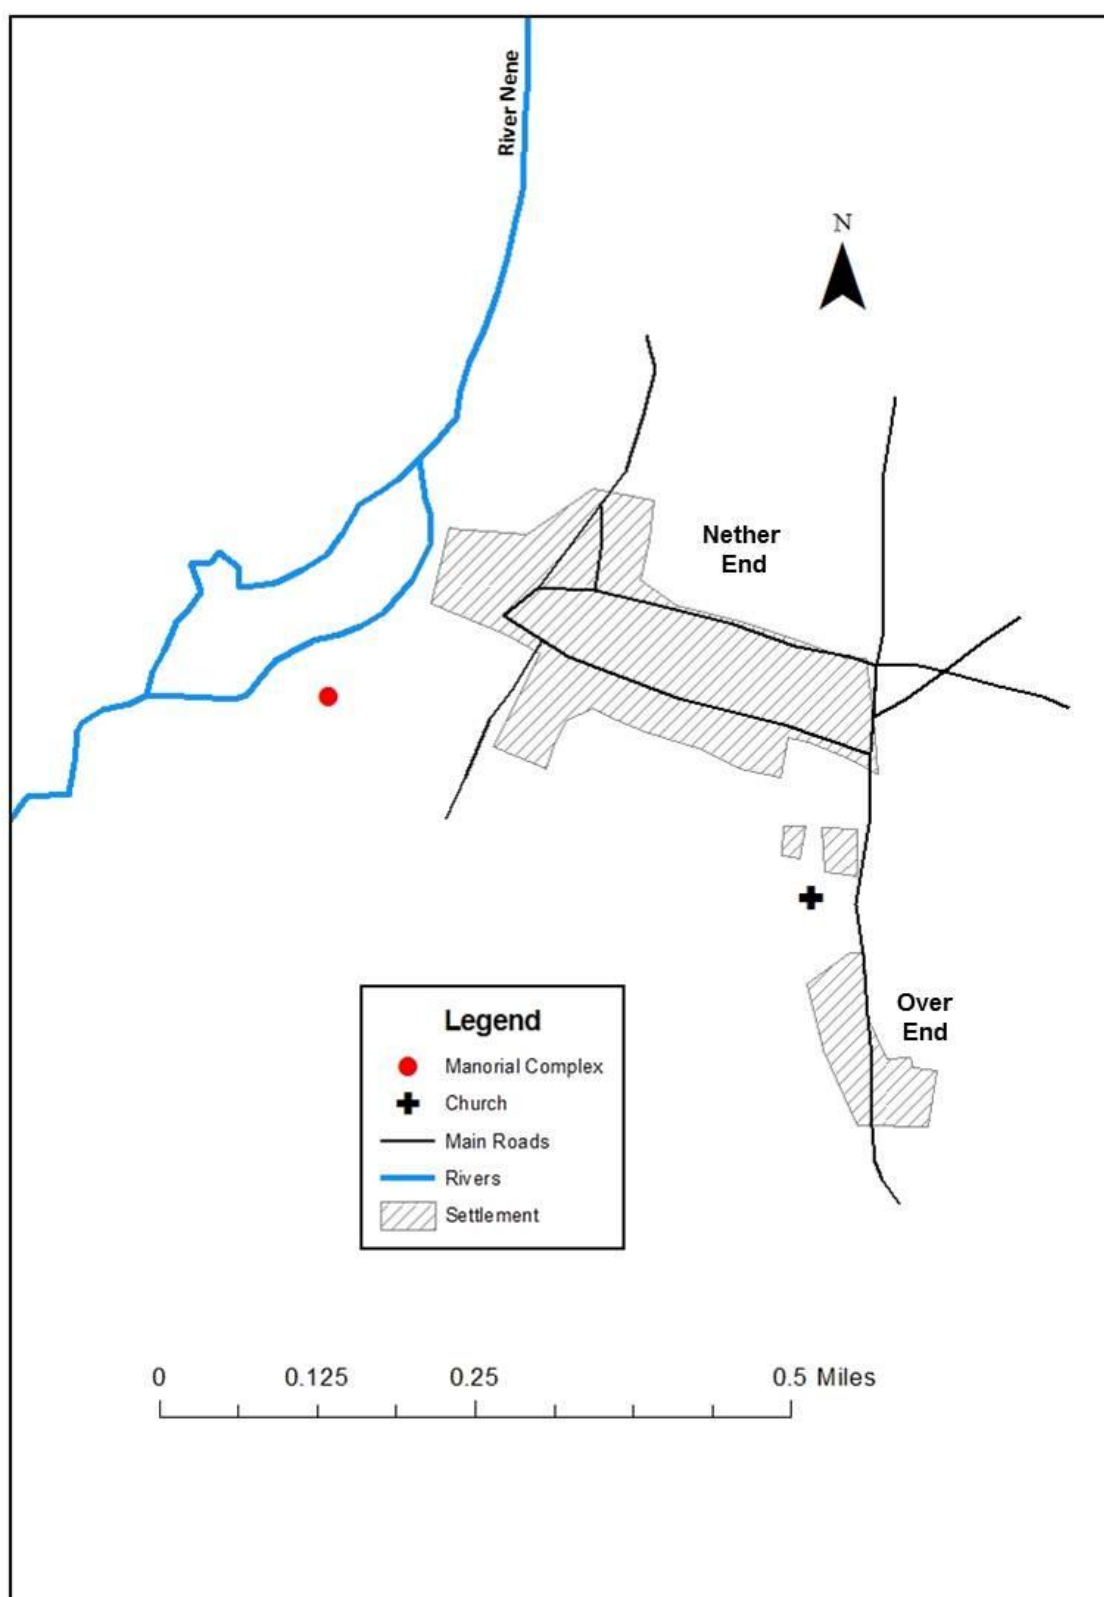 River Nene
N
Nether
End
Over
End
Legend
Manorial Complex
Church
Main Roads
Rivers
Settlement
0 0.125 0.25 0.5 Miles